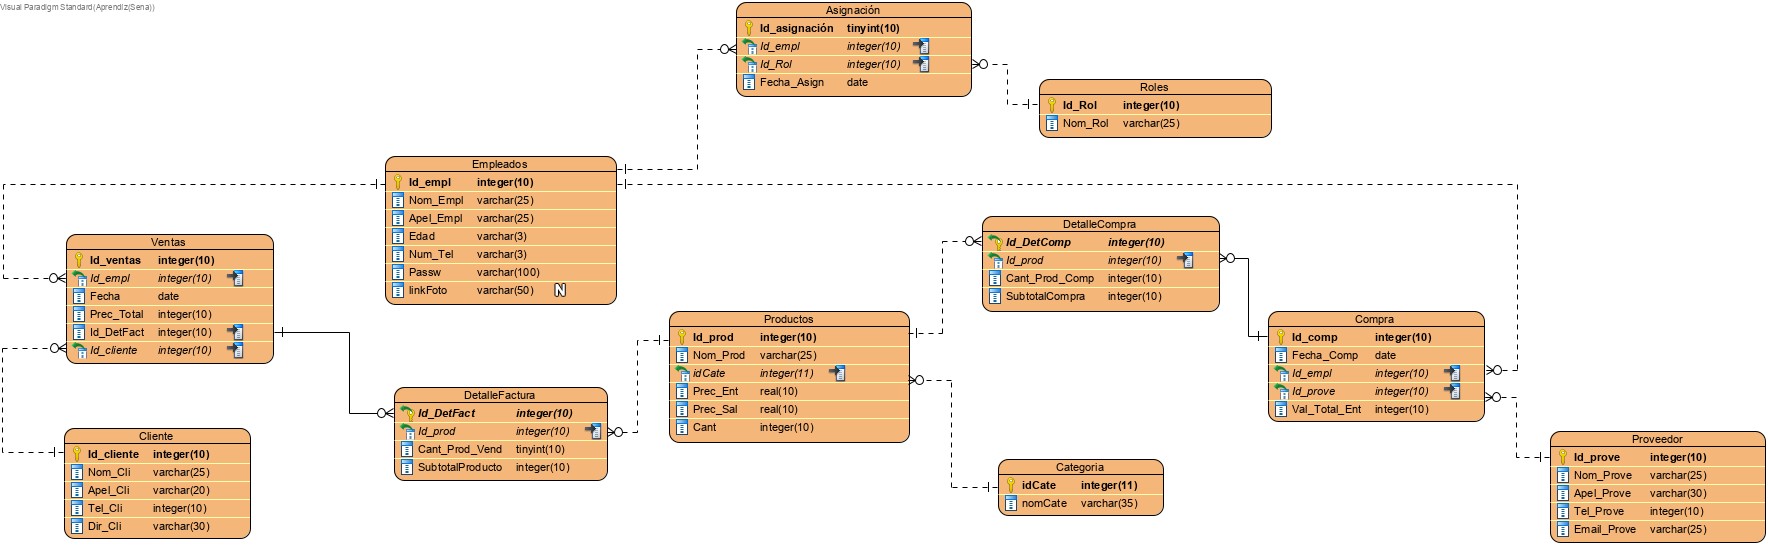 Visual Paradigm Standard(Aprendiz(Sena))
Asignación
Id_asignación tinyint(10)
Id_empl integer(10)
Id_Rol integer(10)
Fecha_Asign date
Roles
Id_Rol integer(10)
Nom_Rol varchar(25)
Empleados
Id_empl integer(10)
Nom_Empl varchar(25)
Apel_Empl varchar(25)
Edad varchar(3)
Num_Tel varchar(3)
Passw varchar(100)
linkFoto varchar(50) N
Ventas
Id_ventas integer(10)
Id_empl integer(10)
Fecha date
Prec_Total integer(10)
Id_DetFact integer(10)
Id_cliente integer(10)
DetalleCompra
Id_DetComp integer(10)
Id_prod integer(10)
Cant_Prod_Comp integer(10)
SubtotalCompra integer(10)
Productos
Id_prod integer(10)
Nom_Prod varchar(25)
idCate integer(11)
Prec_Ent real(10)
Prec_Sal real(10)
Cant integer(10)
Compra
Id_comp integer(10)
Fecha_Comp date
Id_empl integer(10)
Id_prove integer(10)
Val_Total_Ent integer(10)
DetalleFactura
Id_DetFact integer(10)
Id_prod integer(10)
Cant_Prod_Vend tinyint(10)
SubtotalProducto integer(10)
Cliente
Id_cliente integer(10)
Nom_Cli varchar(25)
Apel_Cli varchar(20)
Tel_Cli integer(10)
Dir_Cli varchar(30)
Categoria
idCate integer(11)
nomCate varchar(35)
Proveedor
Id_prove integer(10)
Nom_Prove varchar(25)
Apel_Prove varchar(30)
Tel_Prove integer(10)
Email_Prove varchar(25)